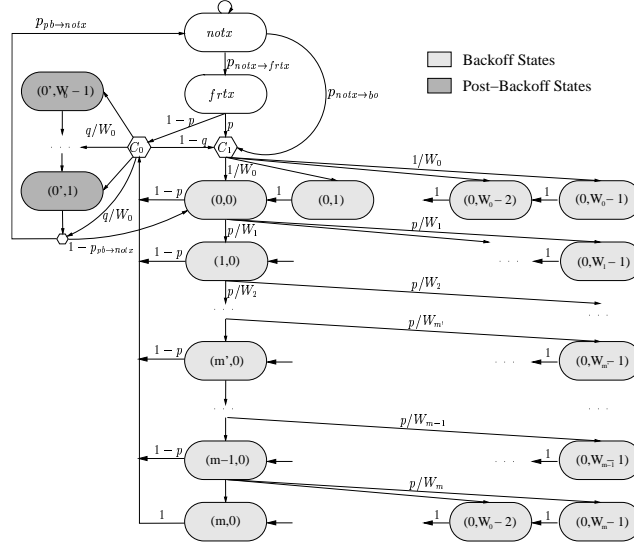 p_{pb→notx}
notx
Backoff States
p_{notx→frtx}
Post–Backoff States
(0',W_0 – 1)
frtx
p_{notx→bo}
q/W_0
1 – p
p
. . .
C_0
1 – q
C_1
1/W_0
1/W_0
(0',1)
1 – p
(0,0)
1
(0,1)
(0,W_0 – 2)
1
(0,W_0 – 1)
q/W_0
p/W_1
p/W_1
1 – p_{pb→notx}
1 – p
(1,0)
. . .
1
(0,W_1 – 1)
p/W_2
p/W_2
. . .
. . .
p/W_{m'}
1 – p
(m',0)
. . .
1
(0,W_m – 1)
. . .
. . .
p/W_{m–1}
1 – p
(m–1,0)
. . .
1
(0,W_{m–1} – 1)
p/W_m
1
(m,0)
1
(0,W_0 – 2)
1
(0,W_m – 1)